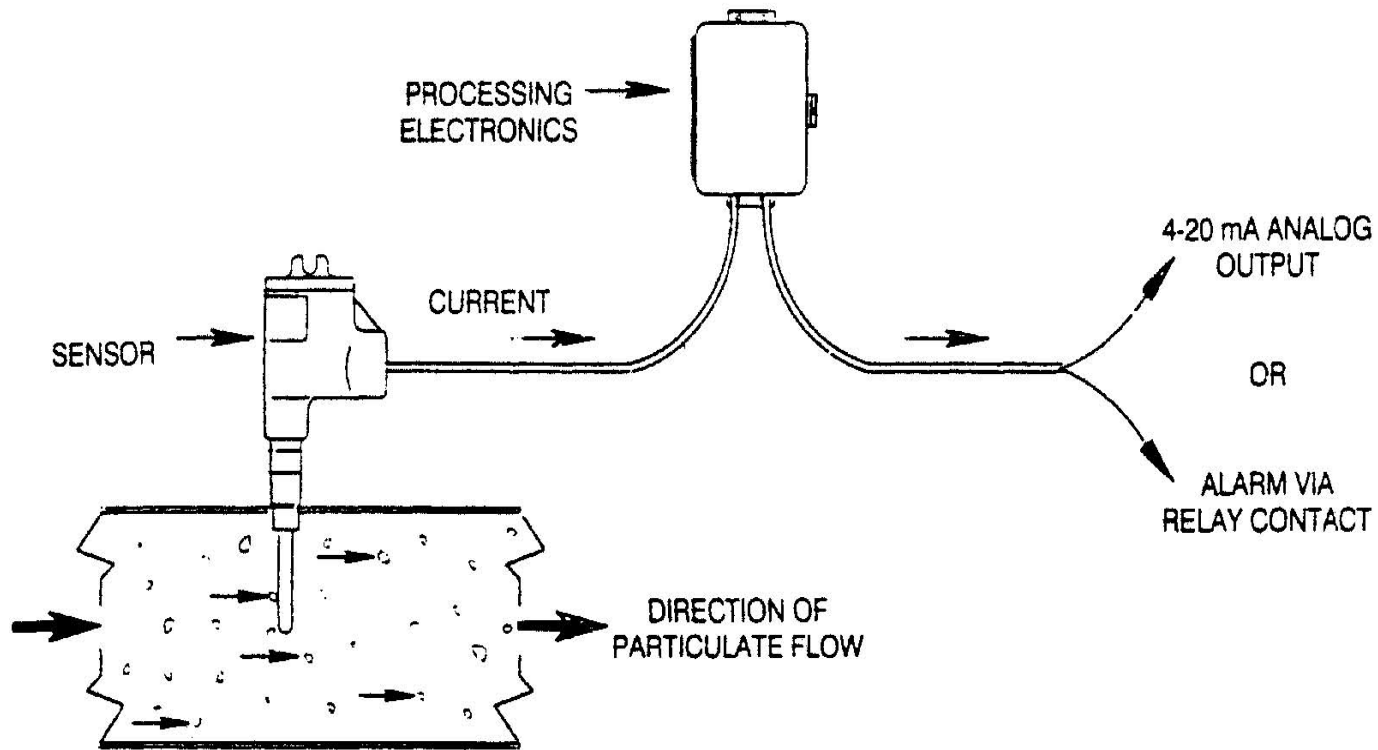 PROCESSING
ELECTRONICS
4-20 mA ANALOG
OUTPUT
CURRENT
SENSOR
OR
ALARM VIA
RELAY CONTACT
DIRECTION OF
PARTICULATE FLOW